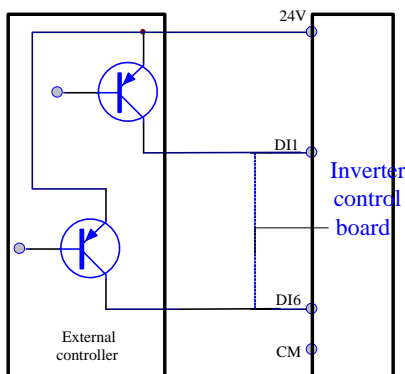 24V
DI1
Inverter
control
board
DI6
External
controller
CM